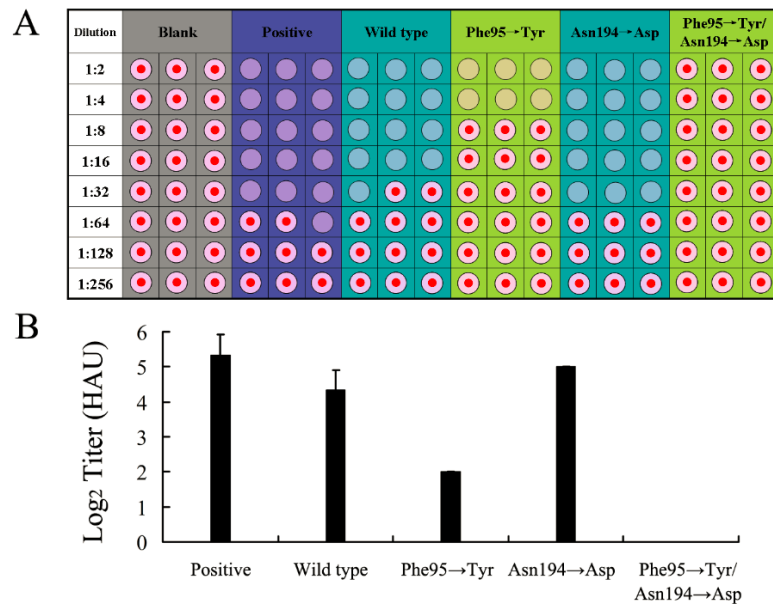 A
Dilution Blank Positive Wild type Phe95→Tyr Asn194→Asp Phe95→Tyr/
Asn194→Asp
1:2
1:4
1:8
1:16
1:32
1:64
1:128
1:256
B
Log2 Titer (HAU)
6
5
4
3
2
1
0
Positive Wild type Phe95→Tyr Asn194→Asp Phe95→Tyr/
Asn194→Asp